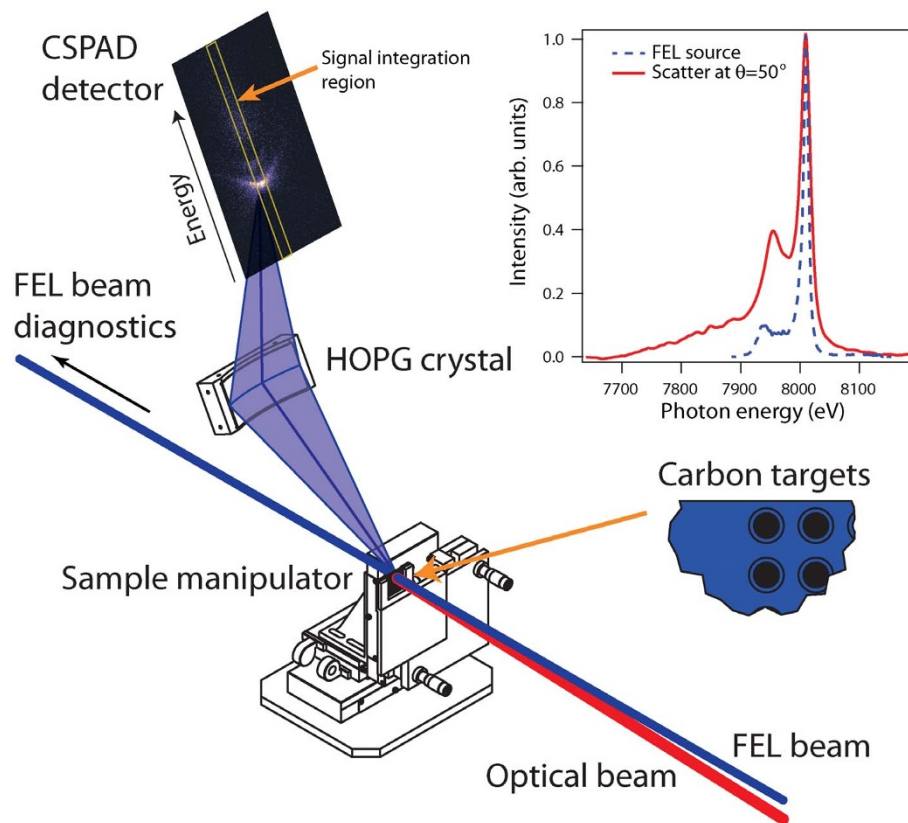 CSPAD
detector
Signal integration
region
Energy
FEL beam
diagnostics
HOPG crystal
Sample manipulator
Carbon targets
FEL beam
Optical beam
FEL source
Scatter at θ=50°
Intensity (arb. units)
1.0
0.8
0.6
0.4
0.2
0.0
7700 7800 7900 8000 8100
Photon energy (eV)